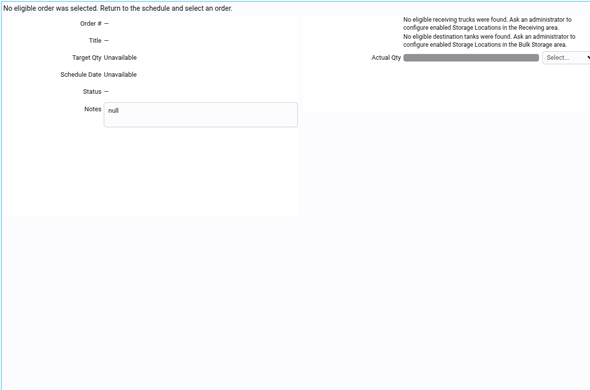 No eligible order was selected. Return to the schedule and select an order.
Order # —
Title —
Target Qty Unavailable
Schedule Date Unavailable
Status —
Notes null
No eligible receiving trucks were found. Ask an administrator to
configure enabled Storage Locations in the Receiving area.
No eligible destination tanks were found. Ask an administrator to
configure enabled Storage Locations in the Bulk Storage area.
Actual Qty Select...